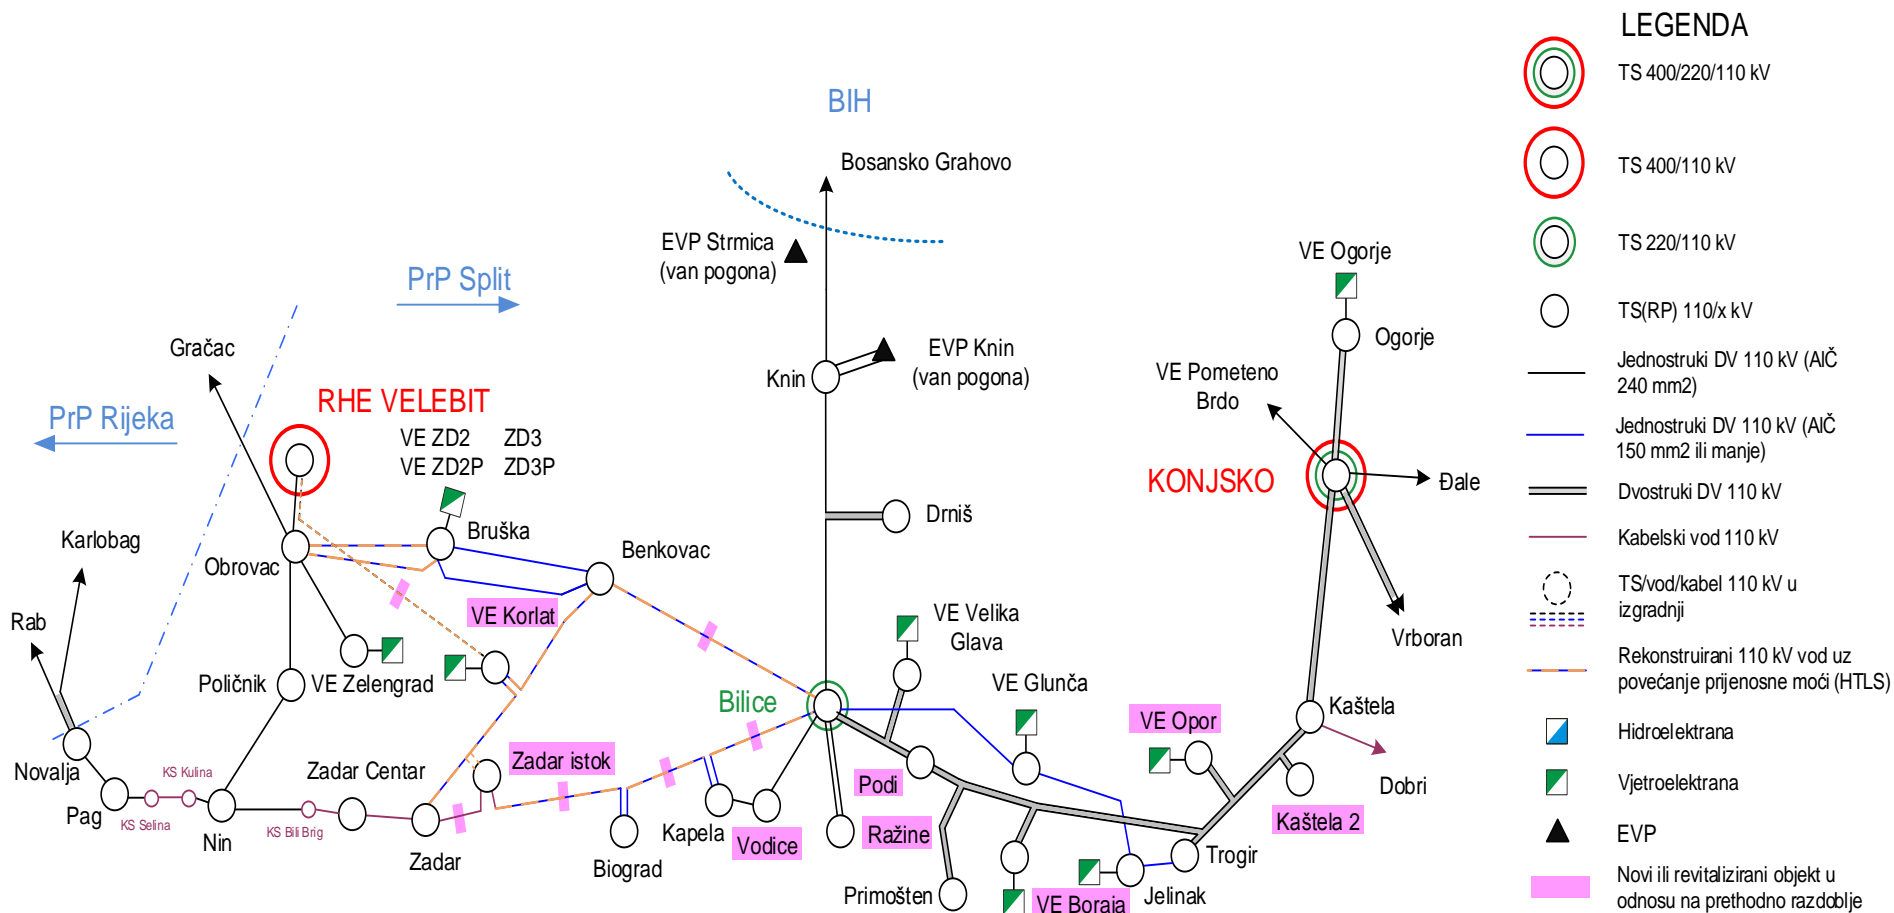 BIH
Bosansko Grahovo
EVP Strmica
(van pogona)
PrP Split
Gračac
PrP Rijeka
RHE VELEBIT
VE ZD2 ZD3
VE ZD2P ZD3P
Knin
EVP Knin
(van pogona)
VE Ogorje
Ogorje
VE Pometeno
Brdo
KONJSKO
Đale
Vrboran
Drniš
Karlobag
Obrovac
Bruška
Benkovac
VE Korlat
Rab
Poličnik
VE Zelengrad
VE Velika
Glava
VE Glunča
Bilice
VE Opor
Kaštela
Dobri
Novalja
Pag
KS Kulina
KS Selina
Nin
Zadar Centar
KS Bili Brig
Zadar
Zadar istok
Biograd
Kapela
Vodice
Podi
Ražine
Primošten
VE Boraja
Jelinak
Trogir
Kaštela 2
LEGENDA
TS 400/220/110 kV
TS 400/110 kV
TS 220/110 kV
TS(RP) 110/x kV
Jednostruki DV 110 kV (AlČ
240 mm2)
Jednostruki DV 110 kV (AlČ
150 mm2 ili manje)
Dvostruki DV 110 kV
Kabelski vod 110 kV
TS/vod/kabel 110 kV u
izgradnji
Rekonstruirani 110 kV vod uz
povećanje prijenosne moći (HTLS)
Hidroelektrana
Vjetroelektrana
EVP
Novi ili revitalizirani objekt u
odnosu na prethodno razdoblje